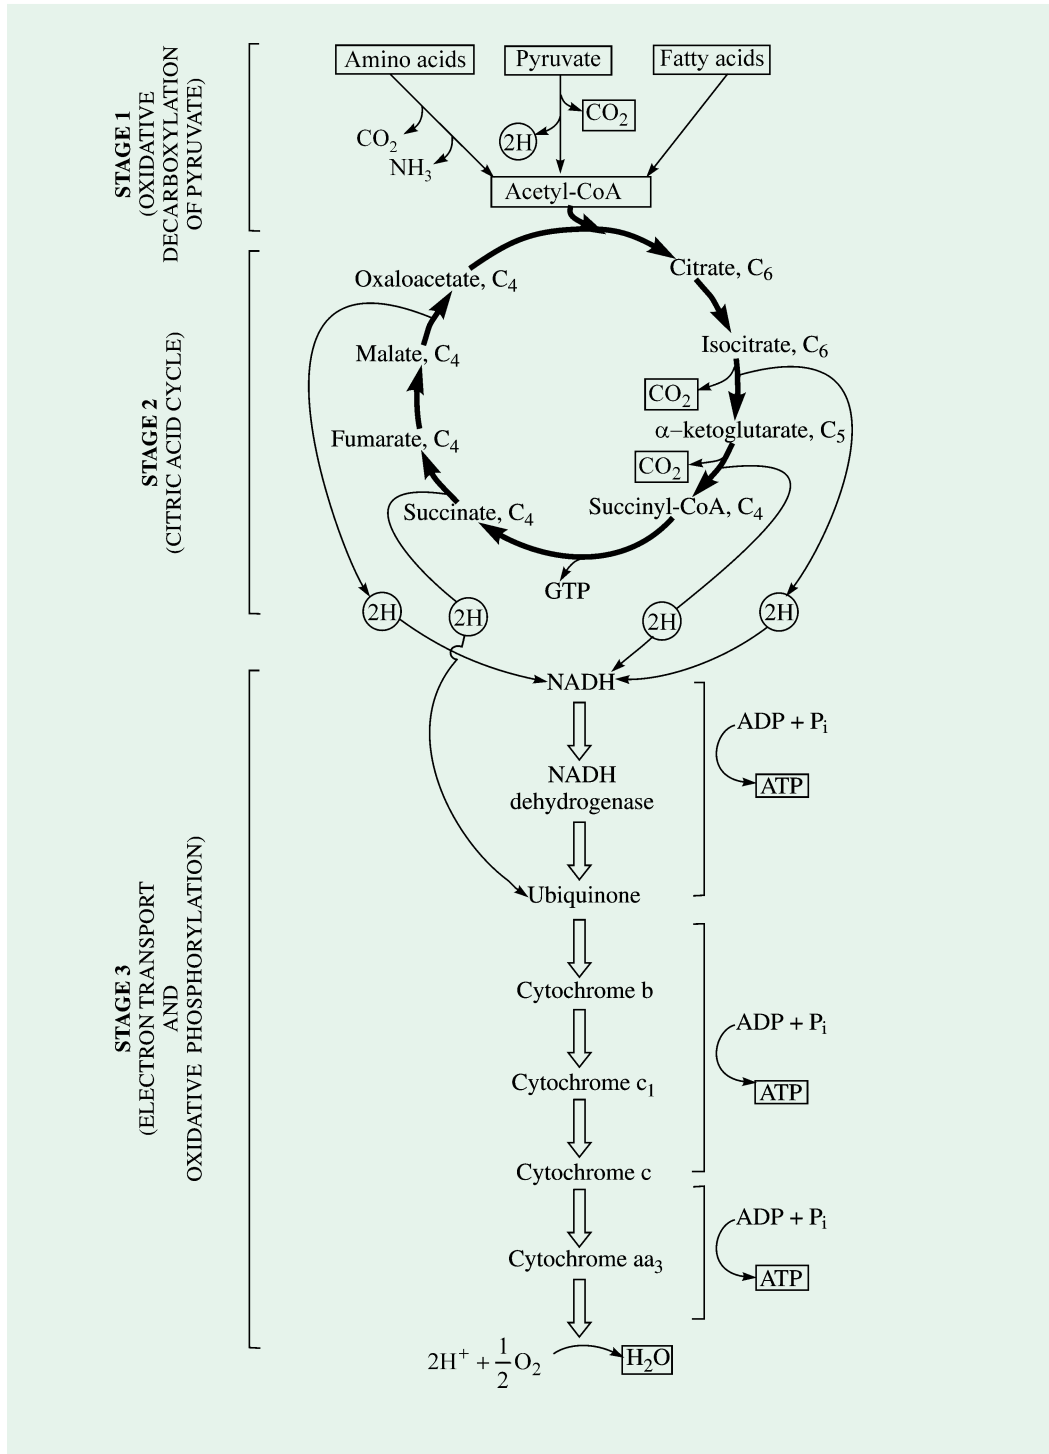 STAGE 1
(OXIDATIVE
DECARBOXYLATION
OF PYRUVATE)
Amino acids
Pyruvate
Fatty acids
CO2
2H
CO2
NH3
Acetyl-CoA
STAGE 2
(CITRIC ACID CYCLE)
Oxaloacetate, C4
Citrate, C6
Malate, C4
Isocitrate, C6
CO2
Fumarate, C4
α–ketoglutarate, C5
CO2
Succinate, C4
Succinyl-CoA, C4
GTP
2H
2H
2H
2H
STAGE 3
(ELECTRON TRANSPORT
AND
OXIDATIVE PHOSPHORYLATION)
NADH
ADP + Pi
NADH
dehydrogenase
ATP
Ubiquinone
Cytochrome b
ADP + Pi
Cytochrome c1
ATP
Cytochrome c
ADP + Pi
Cytochrome aa3
ATP
2H+ + 1/2 O2
H2O